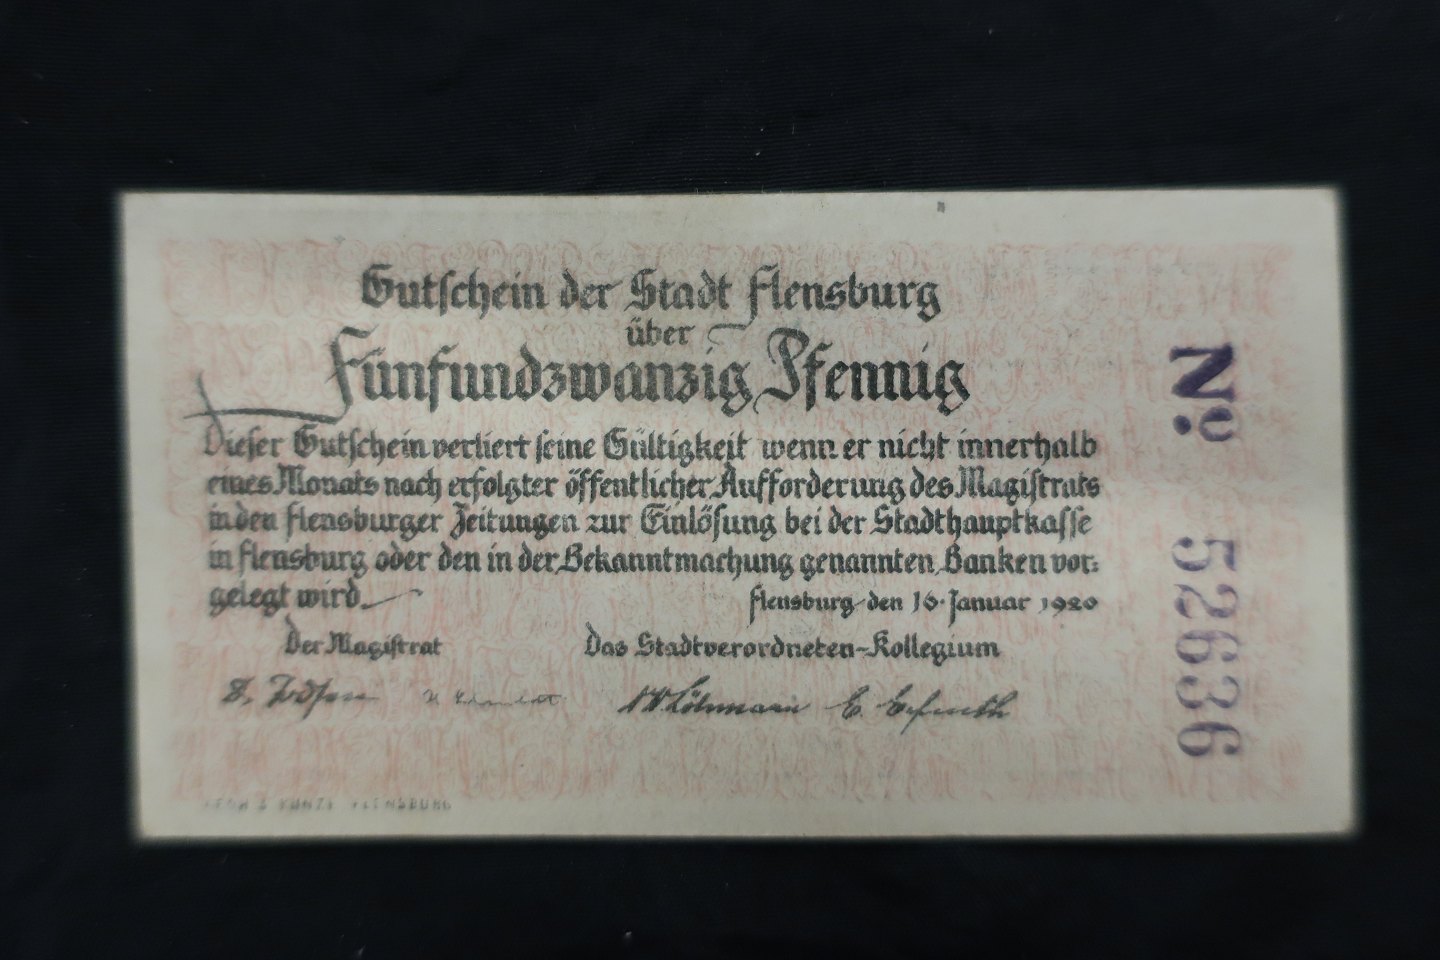 Gutschein der Stadt Flensburg
über
Fünfundzwanzig Pfennig
Dieser Gutschein verliert seine Gültigkeit wenn er nicht innerhalb
eines Monats nach erfolgter öffentlicher Aufforderung des Magistrats
in den Flensburger Zeitungen zur Einlösung bei der Stadthauptkasse
in Flensburg oder den in der Bekanntmachung genannten Banken vor:
gelegt wird.
Flensburg-den 16. Januar 1920
Der Magistrat
Das Stadtverordneten-Kollegium
No. 52636
FLENSBURG